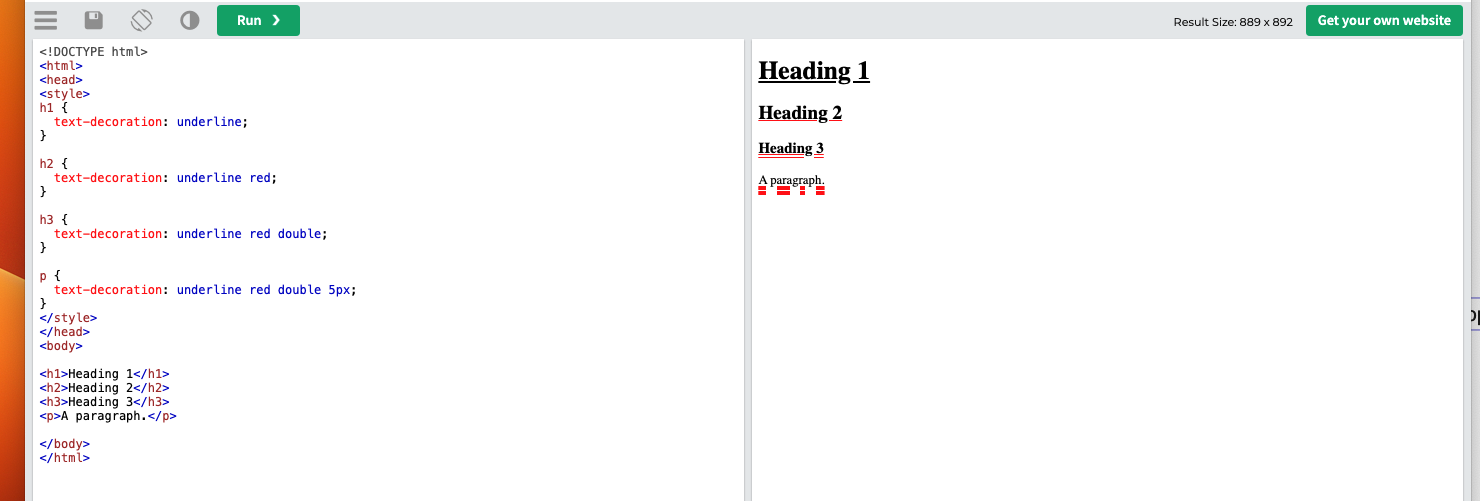 Run ❯
Result Size: 889 x 892
Get your own website
<!DOCTYPE html>
<html>
<head>
<style>
h1 {
  text-decoration: underline;
}

h2 {
  text-decoration: underline red;
}

h3 {
  text-decoration: underline red double;
}

p {
  text-decoration: underline red double 5px;
}
</style>
</head>
<body>

<h1>Heading 1</h1>
<h2>Heading 2</h2>
<h3>Heading 3</h3>
<p>A paragraph.</p>

</body>
</html>
Heading 1
Heading 2
Heading 3
A paragraph.